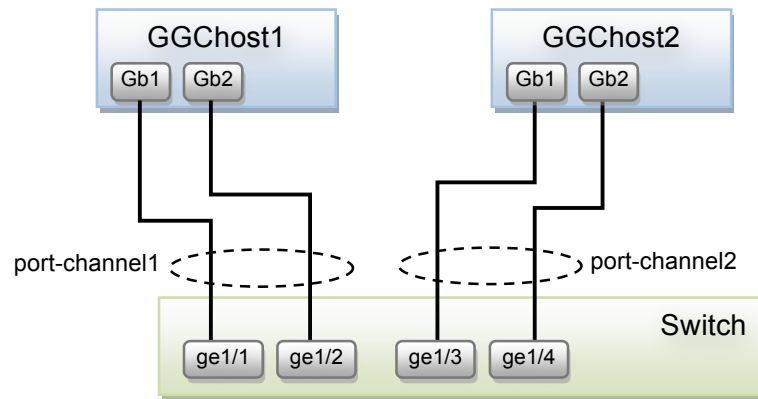 GGChost1 GGChost2
Gb1 Gb2 Gb1 Gb2
port-channel1 port-channel2
Switch
ge1/1 ge1/2 ge1/3 ge1/4